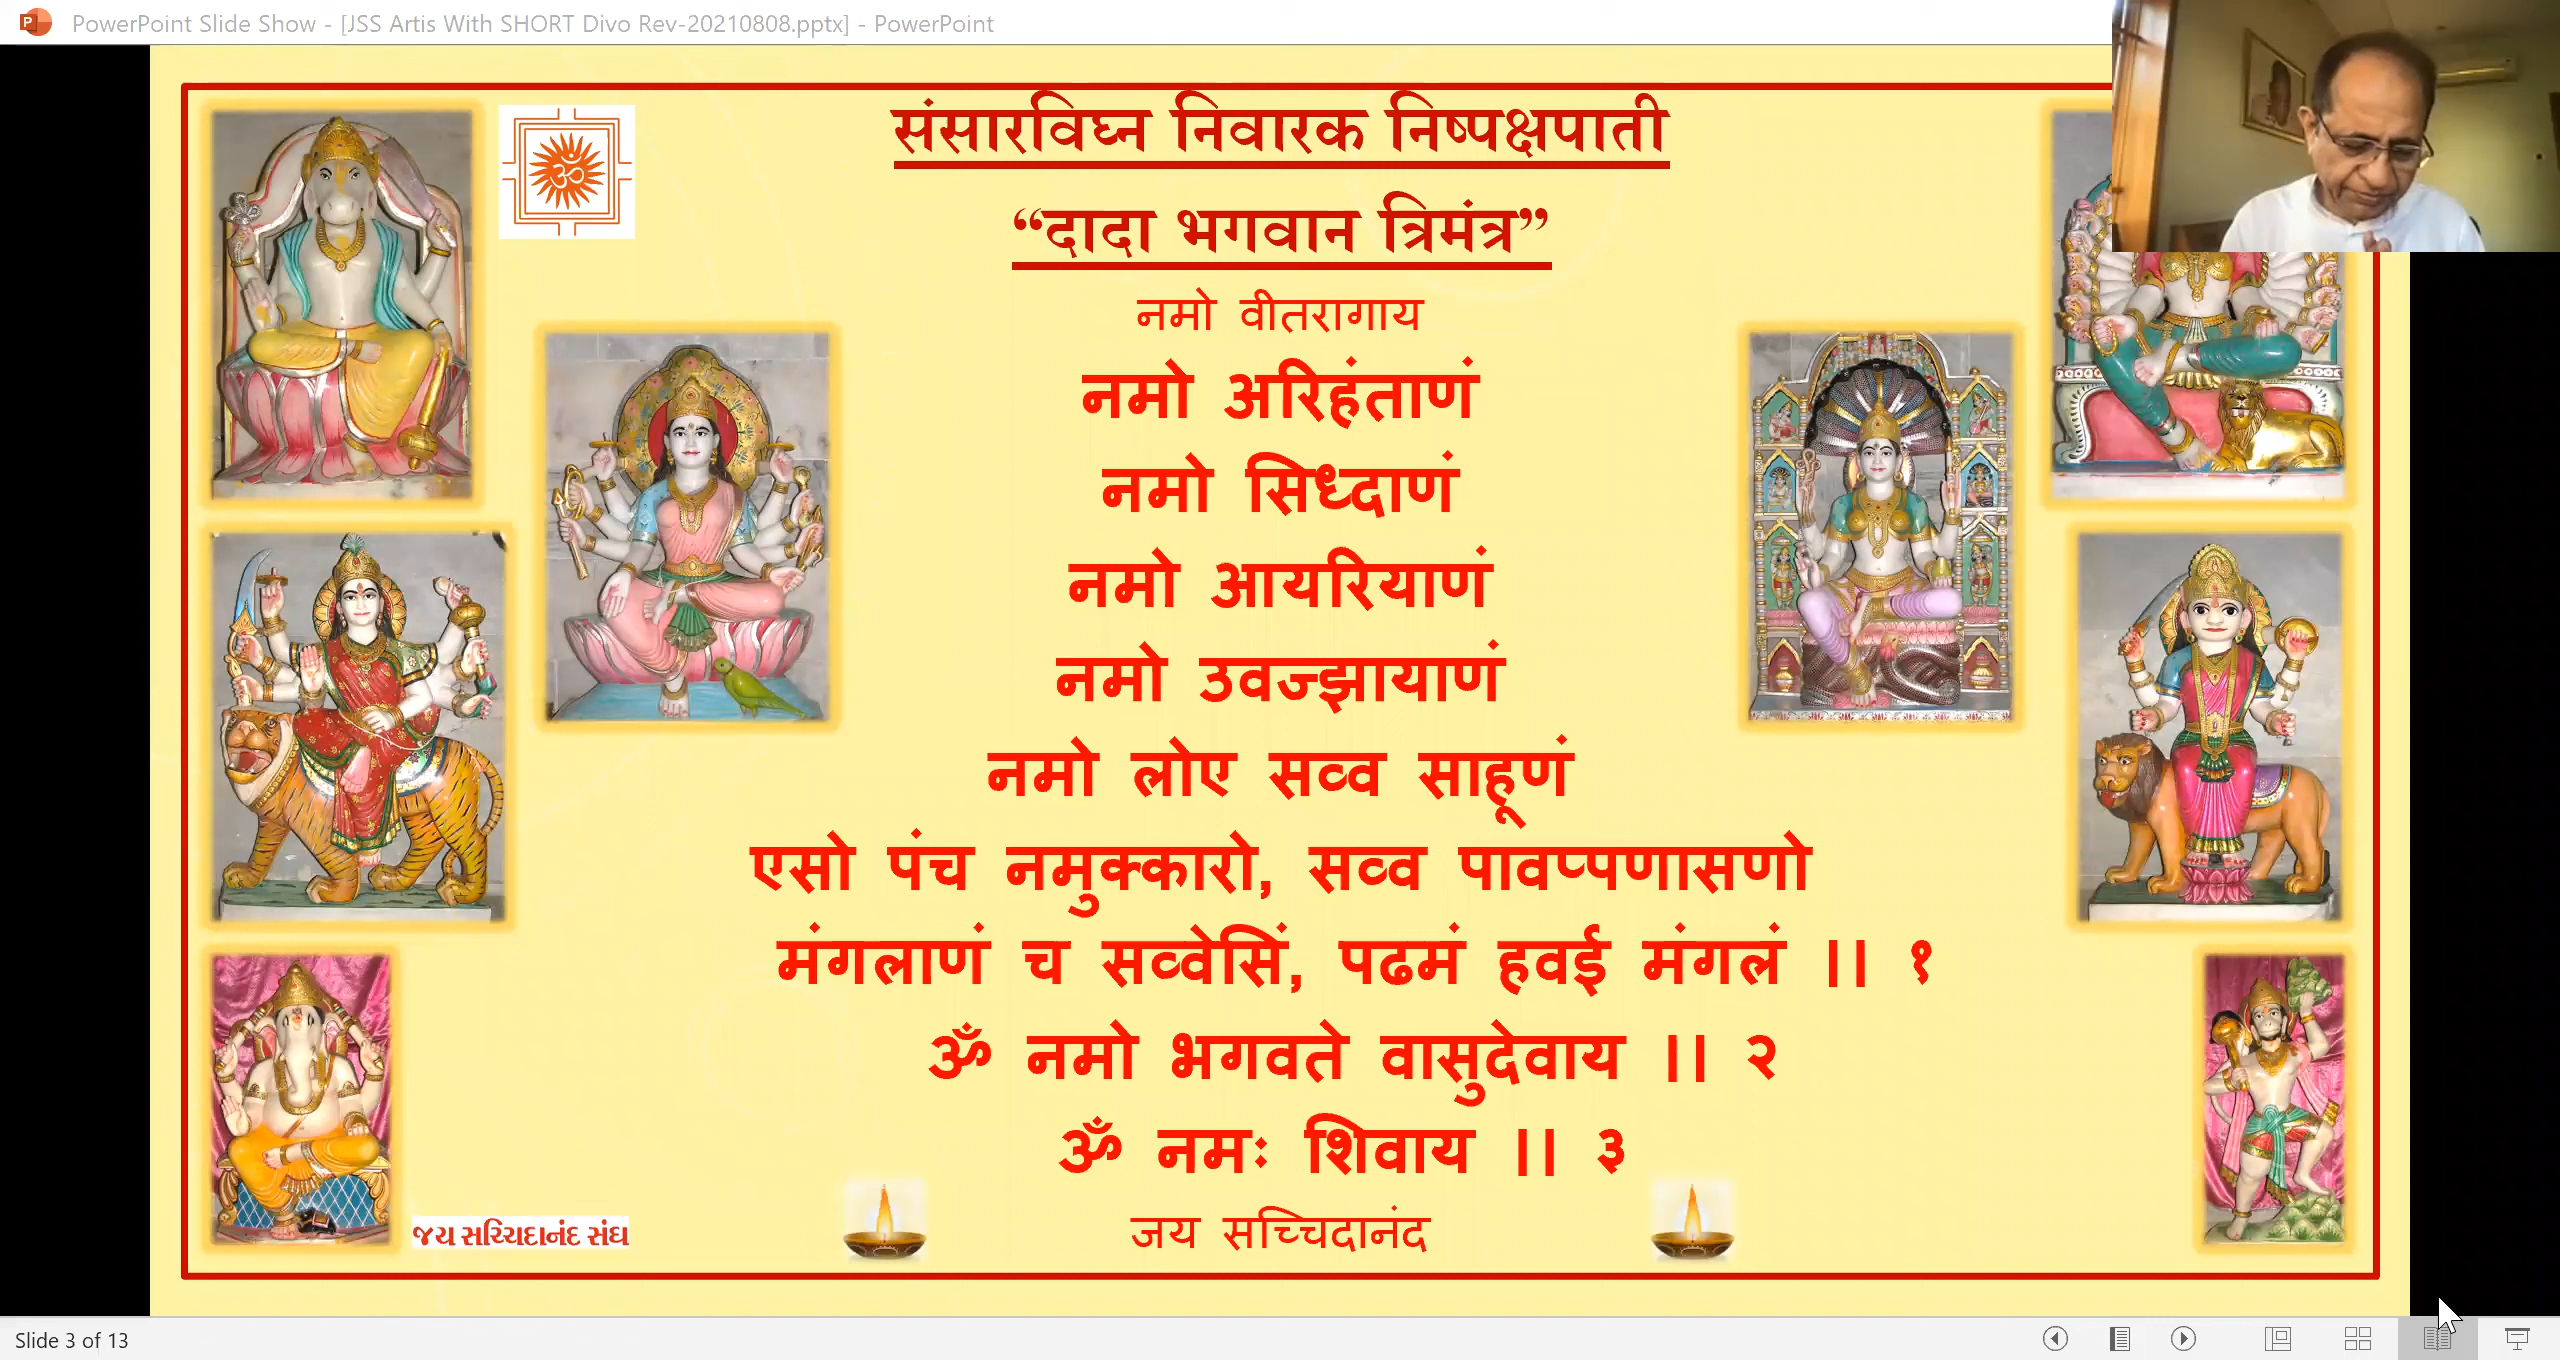 PowerPoint Slide Show - [JSS Artis With SHORT Divo Rev-20210808.pptx] - PowerPoint
संसारविघ्न निवारक निष्पक्षपाती
“दादा भगवान त्रिमंत्र”
नमो वीतरागाय
नमो अरिहंताणं
नमो सिध्दाणं
नमो आयरियाणं
नमो उवज्झायाणं
नमो लोए सव्व साहूणं
एसो पंच नमुक्कारो, सव्व पावप्पणासणो
मंगलाणं च सव्वेसिं, पढमं हवई मंगलं ।। १
ॐ नमो भगवते वासुदेवाय ।। २
ॐ नमः शिवाय ।। ३
जय सच्चिदानंद
જય સચ્ચિદાનંદ સંઘ
Slide 3 of 13